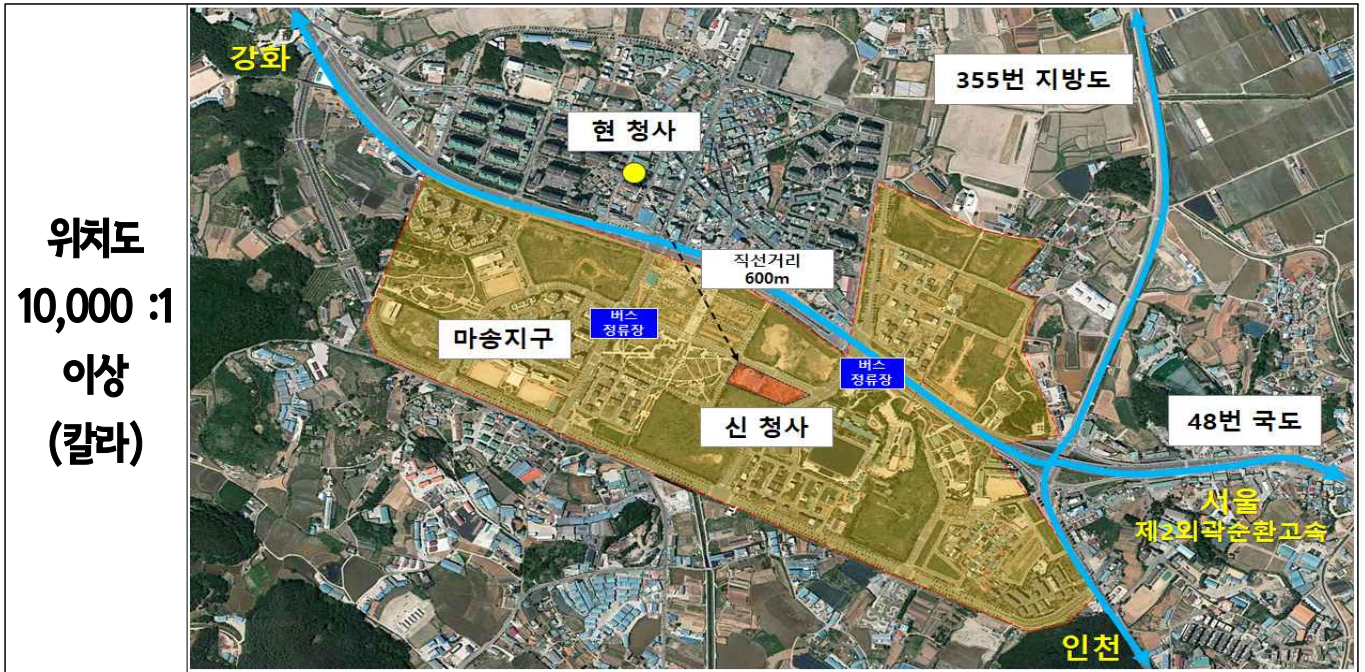 위치도
10,000 :1
이상
(칼라)
강화
355번 지방도
현 청사
직선거리
600m
버스
정류장
마송지구
버스
정류장
신 청사
48번 국도
서울
제2외곽순환고속
인천